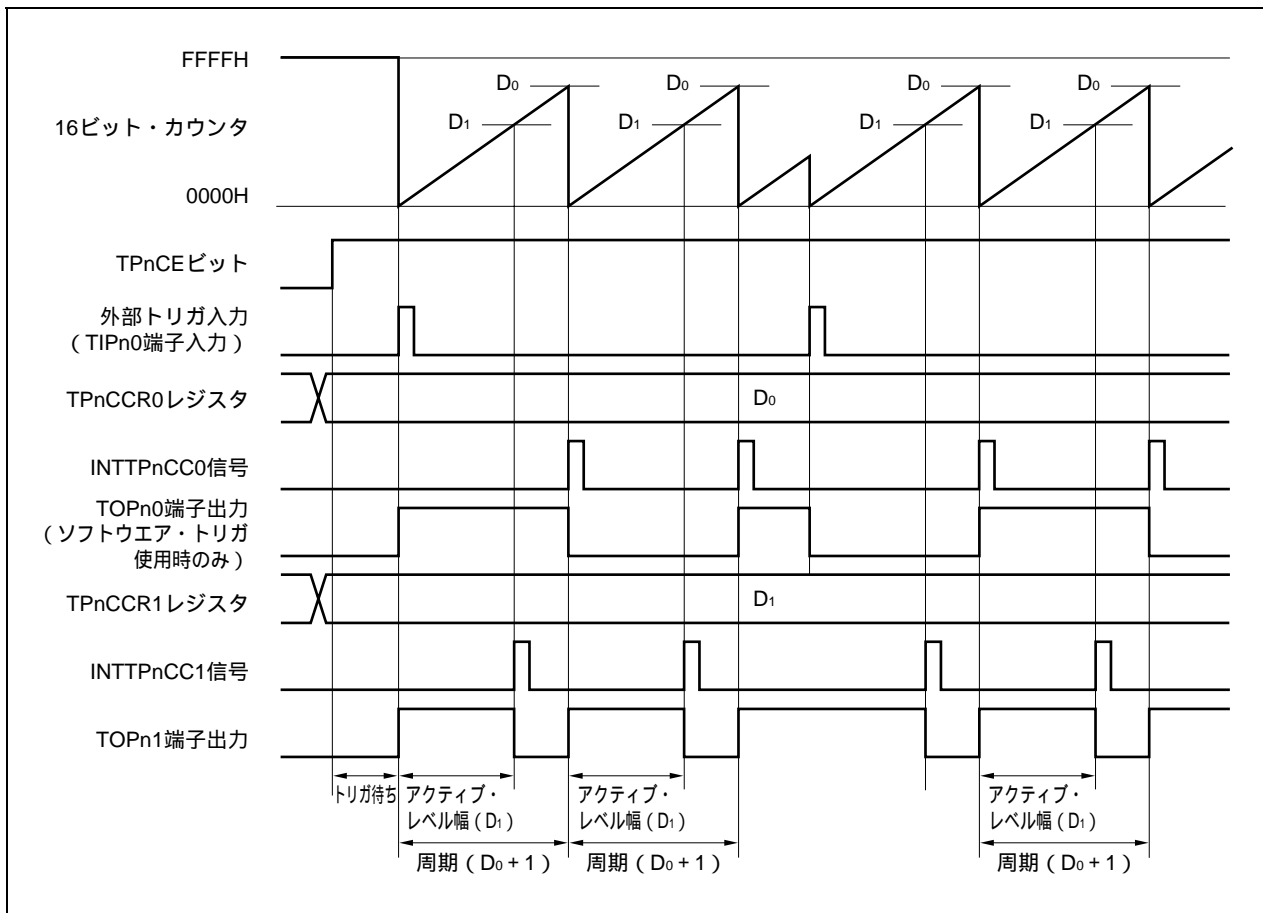 FFFFH
D0
D0
D0
D0
16ビット・カウンタ
D1
D1
D1
D1
0000H
TPnCEビット
外部トリガ入力
（TIPn0端子入力）
TPnCCR0レジスタ
D0
INTTPnCC0信号
TOPn0端子出力
（ソフトウエア・トリガ
使用時のみ）
TPnCCR1レジスタ
D1
INTTPnCC1信号
TOPn1端子出力
トリガ待ち
アクティブ・
レベル幅（D1）
アクティブ・
レベル幅（D1）
アクティブ・
レベル幅（D1）
周期（D0＋1）
周期（D0＋1）
周期（D0＋1）